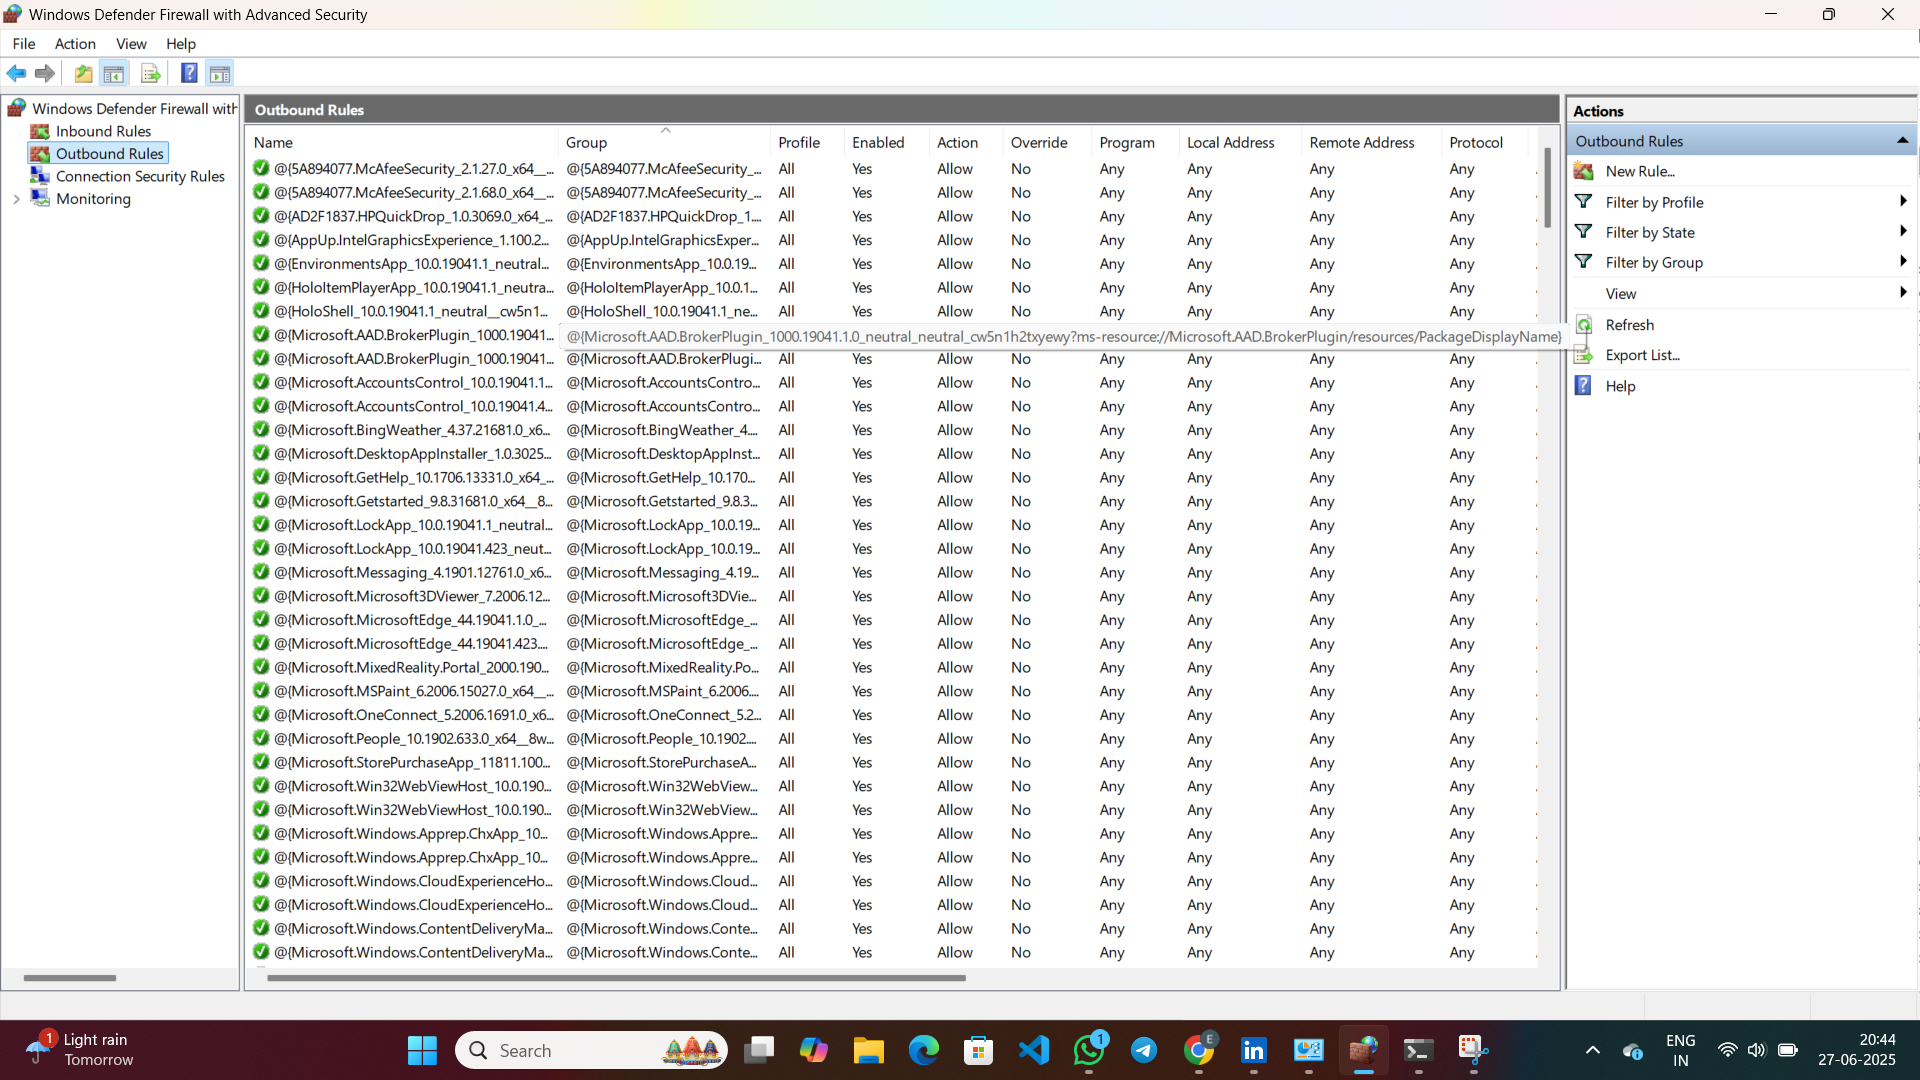 Windows Defender Firewall with Advanced Security
File Action View Help
Windows Defender Firewall with
Inbound Rules
Outbound Rules
Connection Security Rules
Monitoring
Outbound Rules
Name Group Profile Enabled Action Override Program Local Address Remote Address Protocol
@{5A894077.McAfeeSecurity_2.1.27.0_x64__... @{5A894077.McAfeeSecurity_... All Yes Allow No Any Any Any Any
@{5A894077.McAfeeSecurity_2.1.68.0_x64__... @{5A894077.McAfeeSecurity_... All Yes Allow No Any Any Any Any
@{AD2F1837.HPQuickDrop_1.0.3069.0_x64_... @{AD2F1837.HPQuickDrop_1... All Yes Allow No Any Any Any Any
@{AppUp.IntelGraphicsExperience_1.100.2... @{AppUp.IntelGraphicsExper... All Yes Allow No Any Any Any Any
@{EnvironmentsApp_10.0.19041.1_neutral... @{EnvironmentsApp_10.0.19... All Yes Allow No Any Any Any Any
@{HoloItemPlayerApp_10.0.19041.1_neutra... @{HoloItemPlayerApp_10.0.1... All Yes Allow No Any Any Any Any
@{HoloShell_10.0.19041.1_neutral__cw5n1... @{HoloShell_10.0.19041.1_ne... All Yes Allow No Any Any Any Any
@{Microsoft.AAD.BrokerPlugin_1000.19041... @{Microsoft.AAD.BrokerPlugin_1000.19041.1.0_neutral_neutral_cw5n1h2txyewy?ms-resource://Microsoft.AAD.BrokerPlugin/resources/PackageDisplayName}
@{Microsoft.AAD.BrokerPlugin_1000.19041... @{Microsoft.AAD.BrokerPlugi... All Yes Allow No Any Any Any Any
@{Microsoft.AccountsControl_10.0.19041.1... @{Microsoft.AccountsContro... All Yes Allow No Any Any Any Any
@{Microsoft.AccountsControl_10.0.19041.4... @{Microsoft.AccountsContro... All Yes Allow No Any Any Any Any
@{Microsoft.BingWeather_4.37.21681.0_x6... @{Microsoft.BingWeather_4.... All Yes Allow No Any Any Any Any
@{Microsoft.DesktopAppInstaller_1.0.3025... @{Microsoft.DesktopAppInst... All Yes Allow No Any Any Any Any
@{Microsoft.GetHelp_10.1706.13331.0_x64_... @{Microsoft.GetHelp_10.170... All Yes Allow No Any Any Any Any
@{Microsoft.Getstarted_9.8.31681.0_x64__8... @{Microsoft.Getstarted_9.8.3... All Yes Allow No Any Any Any Any
@{Microsoft.LockApp_10.0.19041.1_neutral... @{Microsoft.LockApp_10.0.19... All Yes Allow No Any Any Any Any
@{Microsoft.LockApp_10.0.19041.423_neut... @{Microsoft.LockApp_10.0.19... All Yes Allow No Any Any Any Any
@{Microsoft.Messaging_4.1901.12761.0_x6... @{Microsoft.Messaging_4.19... All Yes Allow No Any Any Any Any
@{Microsoft.Microsoft3DViewer_7.2006.12... @{Microsoft.Microsoft3DVie... All Yes Allow No Any Any Any Any
@{Microsoft.MicrosoftEdge_44.19041.1.0_... @{Microsoft.MicrosoftEdge_... All Yes Allow No Any Any Any Any
@{Microsoft.MicrosoftEdge_44.19041.423.... @{Microsoft.MicrosoftEdge_... All Yes Allow No Any Any Any Any
@{Microsoft.MixedReality.Portal_2000.190... @{Microsoft.MixedReality.Po... All Yes Allow No Any Any Any Any
@{Microsoft.MSPaint_6.2006.15027.0_x64__... @{Microsoft.MSPaint_6.2006.... All Yes Allow No Any Any Any Any
@{Microsoft.OneConnect_5.2006.1691.0_x6... @{Microsoft.OneConnect_5.2... All Yes Allow No Any Any Any Any
@{Microsoft.People_10.1902.633.0_x64__8w... @{Microsoft.People_10.1902.... All Yes Allow No Any Any Any Any
@{Microsoft.StorePurchaseApp_11811.100... @{Microsoft.StorePurchaseA... All Yes Allow No Any Any Any Any
@{Microsoft.Win32WebViewHost_10.0.190... @{Microsoft.Win32WebView... All Yes Allow No Any Any Any Any
@{Microsoft.Win32WebViewHost_10.0.190... @{Microsoft.Win32WebView... All Yes Allow No Any Any Any Any
@{Microsoft.Windows.Apprep.ChxApp_10... @{Microsoft.Windows.Appre... All Yes Allow No Any Any Any Any
@{Microsoft.Windows.Apprep.ChxApp_10... @{Microsoft.Windows.Appre... All Yes Allow No Any Any Any Any
@{Microsoft.Windows.CloudExperienceHo... @{Microsoft.Windows.Cloud... All Yes Allow No Any Any Any Any
@{Microsoft.Windows.CloudExperienceHo... @{Microsoft.Windows.Cloud... All Yes Allow No Any Any Any Any
@{Microsoft.Windows.ContentDeliveryMa... @{Microsoft.Windows.Conte... All Yes Allow No Any Any Any Any
@{Microsoft.Windows.ContentDeliveryMa... @{Microsoft.Windows.Conte... All Yes Allow No Any Any Any Any
Actions
Outbound Rules
New Rule...
Filter by Profile
Filter by State
Filter by Group
View
Refresh
Export List...
Help
1 Light rain
Tomorrow
Search
1
E
ENG
IN
20:44
27-06-2025